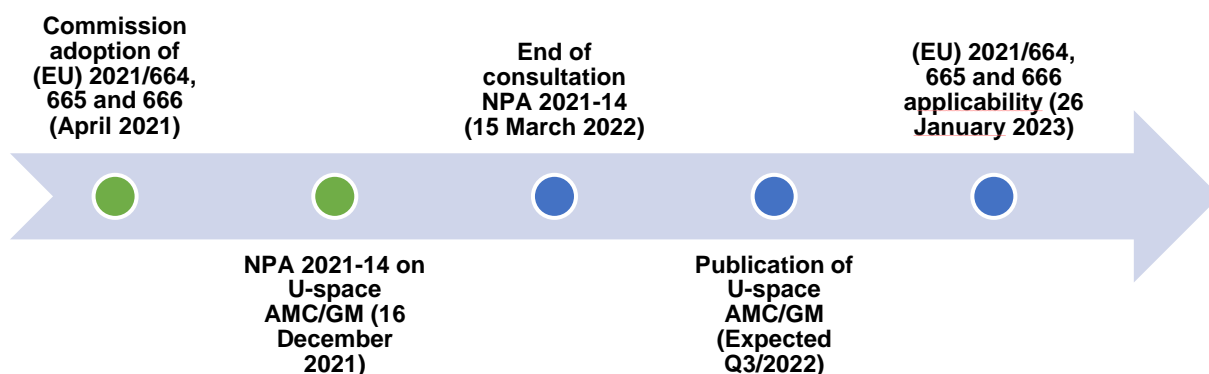 Commission
adoption of
(EU) 2021/664,
665 and 666
(April 2021)
NPA 2021-14 on
U-space
AMC/GM (16
December
2021)
End of
consultation
NPA 2021-14
(15 March 2022)
Publication of
U-space
AMC/GM
(Expected
Q3/2022)
(EU) 2021/664,
665 and 666
applicability (26
January 2023)